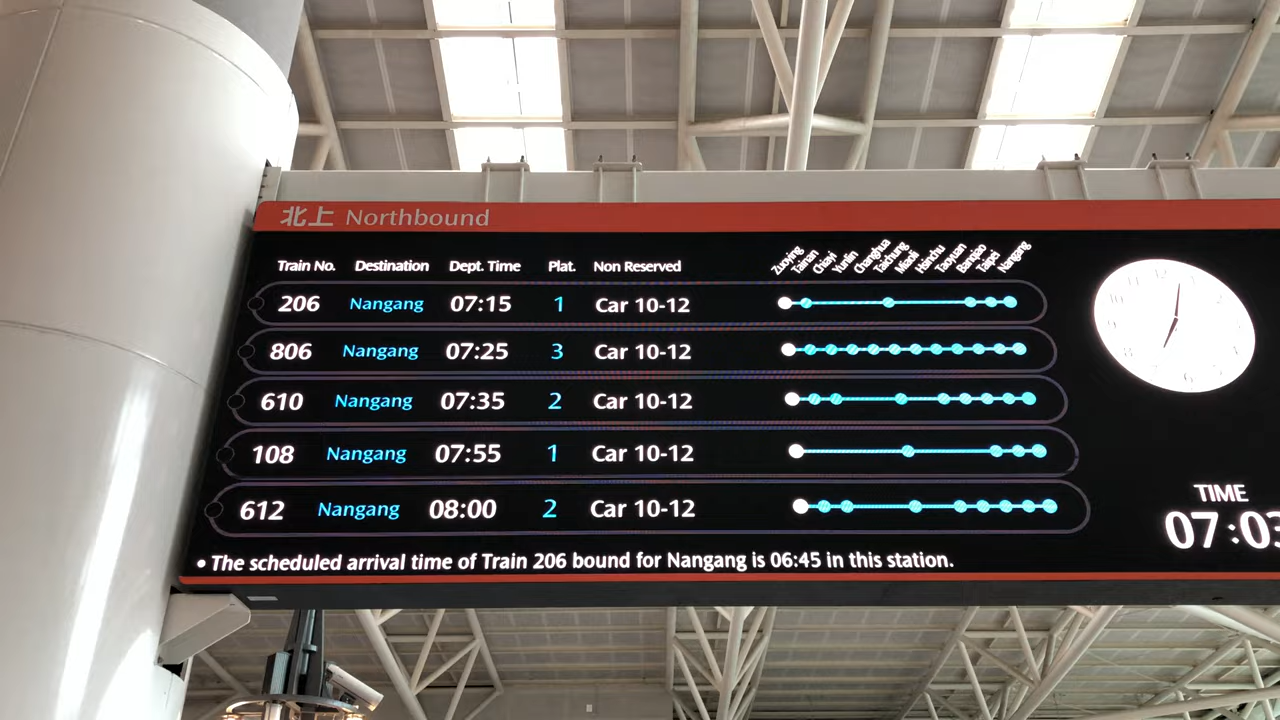 北上 Northbound
Train No. Destination Dept. Time Plat. Non Reserved Zuoying Tainan Chiayi Yunlin Changhua Taichung Miaoli Hsinchu Taoyuan Banqiao Taipei Nangang
206 Nangang 07:15 1 Car 10-12
806 Nangang 07:25 3 Car 10-12
610 Nangang 07:35 2 Car 10-12
108 Nangang 07:55 1 Car 10-12
612 Nangang 08:00 2 Car 10-12
TIME
07:03
• The scheduled arrival time of Train 206 bound for Nangang is 06:45 in this station.